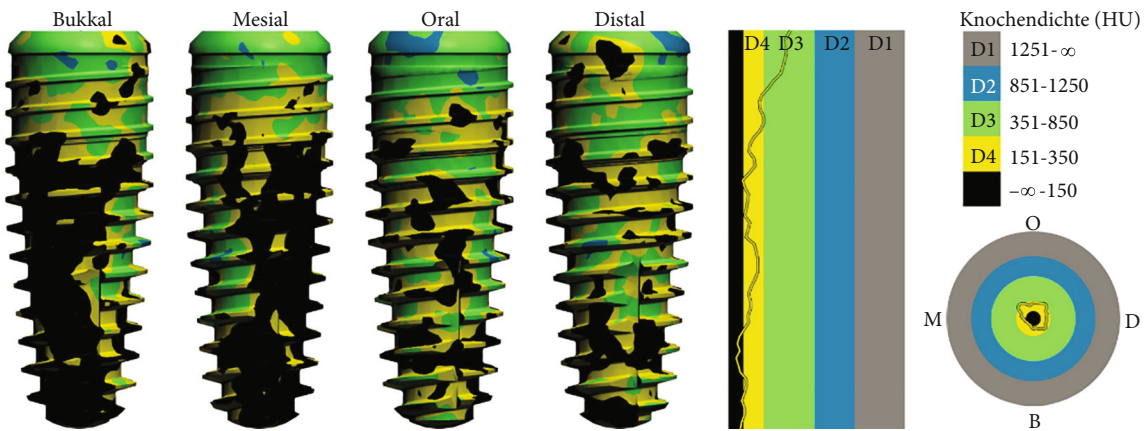 Bukkal
Mesial
Oral
Distal
D4 D3 D2 D1
Knochendichte (HU)
D1 1251-∞
D2 851-1250
D3 351-850
D4 151-350
–∞-150
O
M
D
B